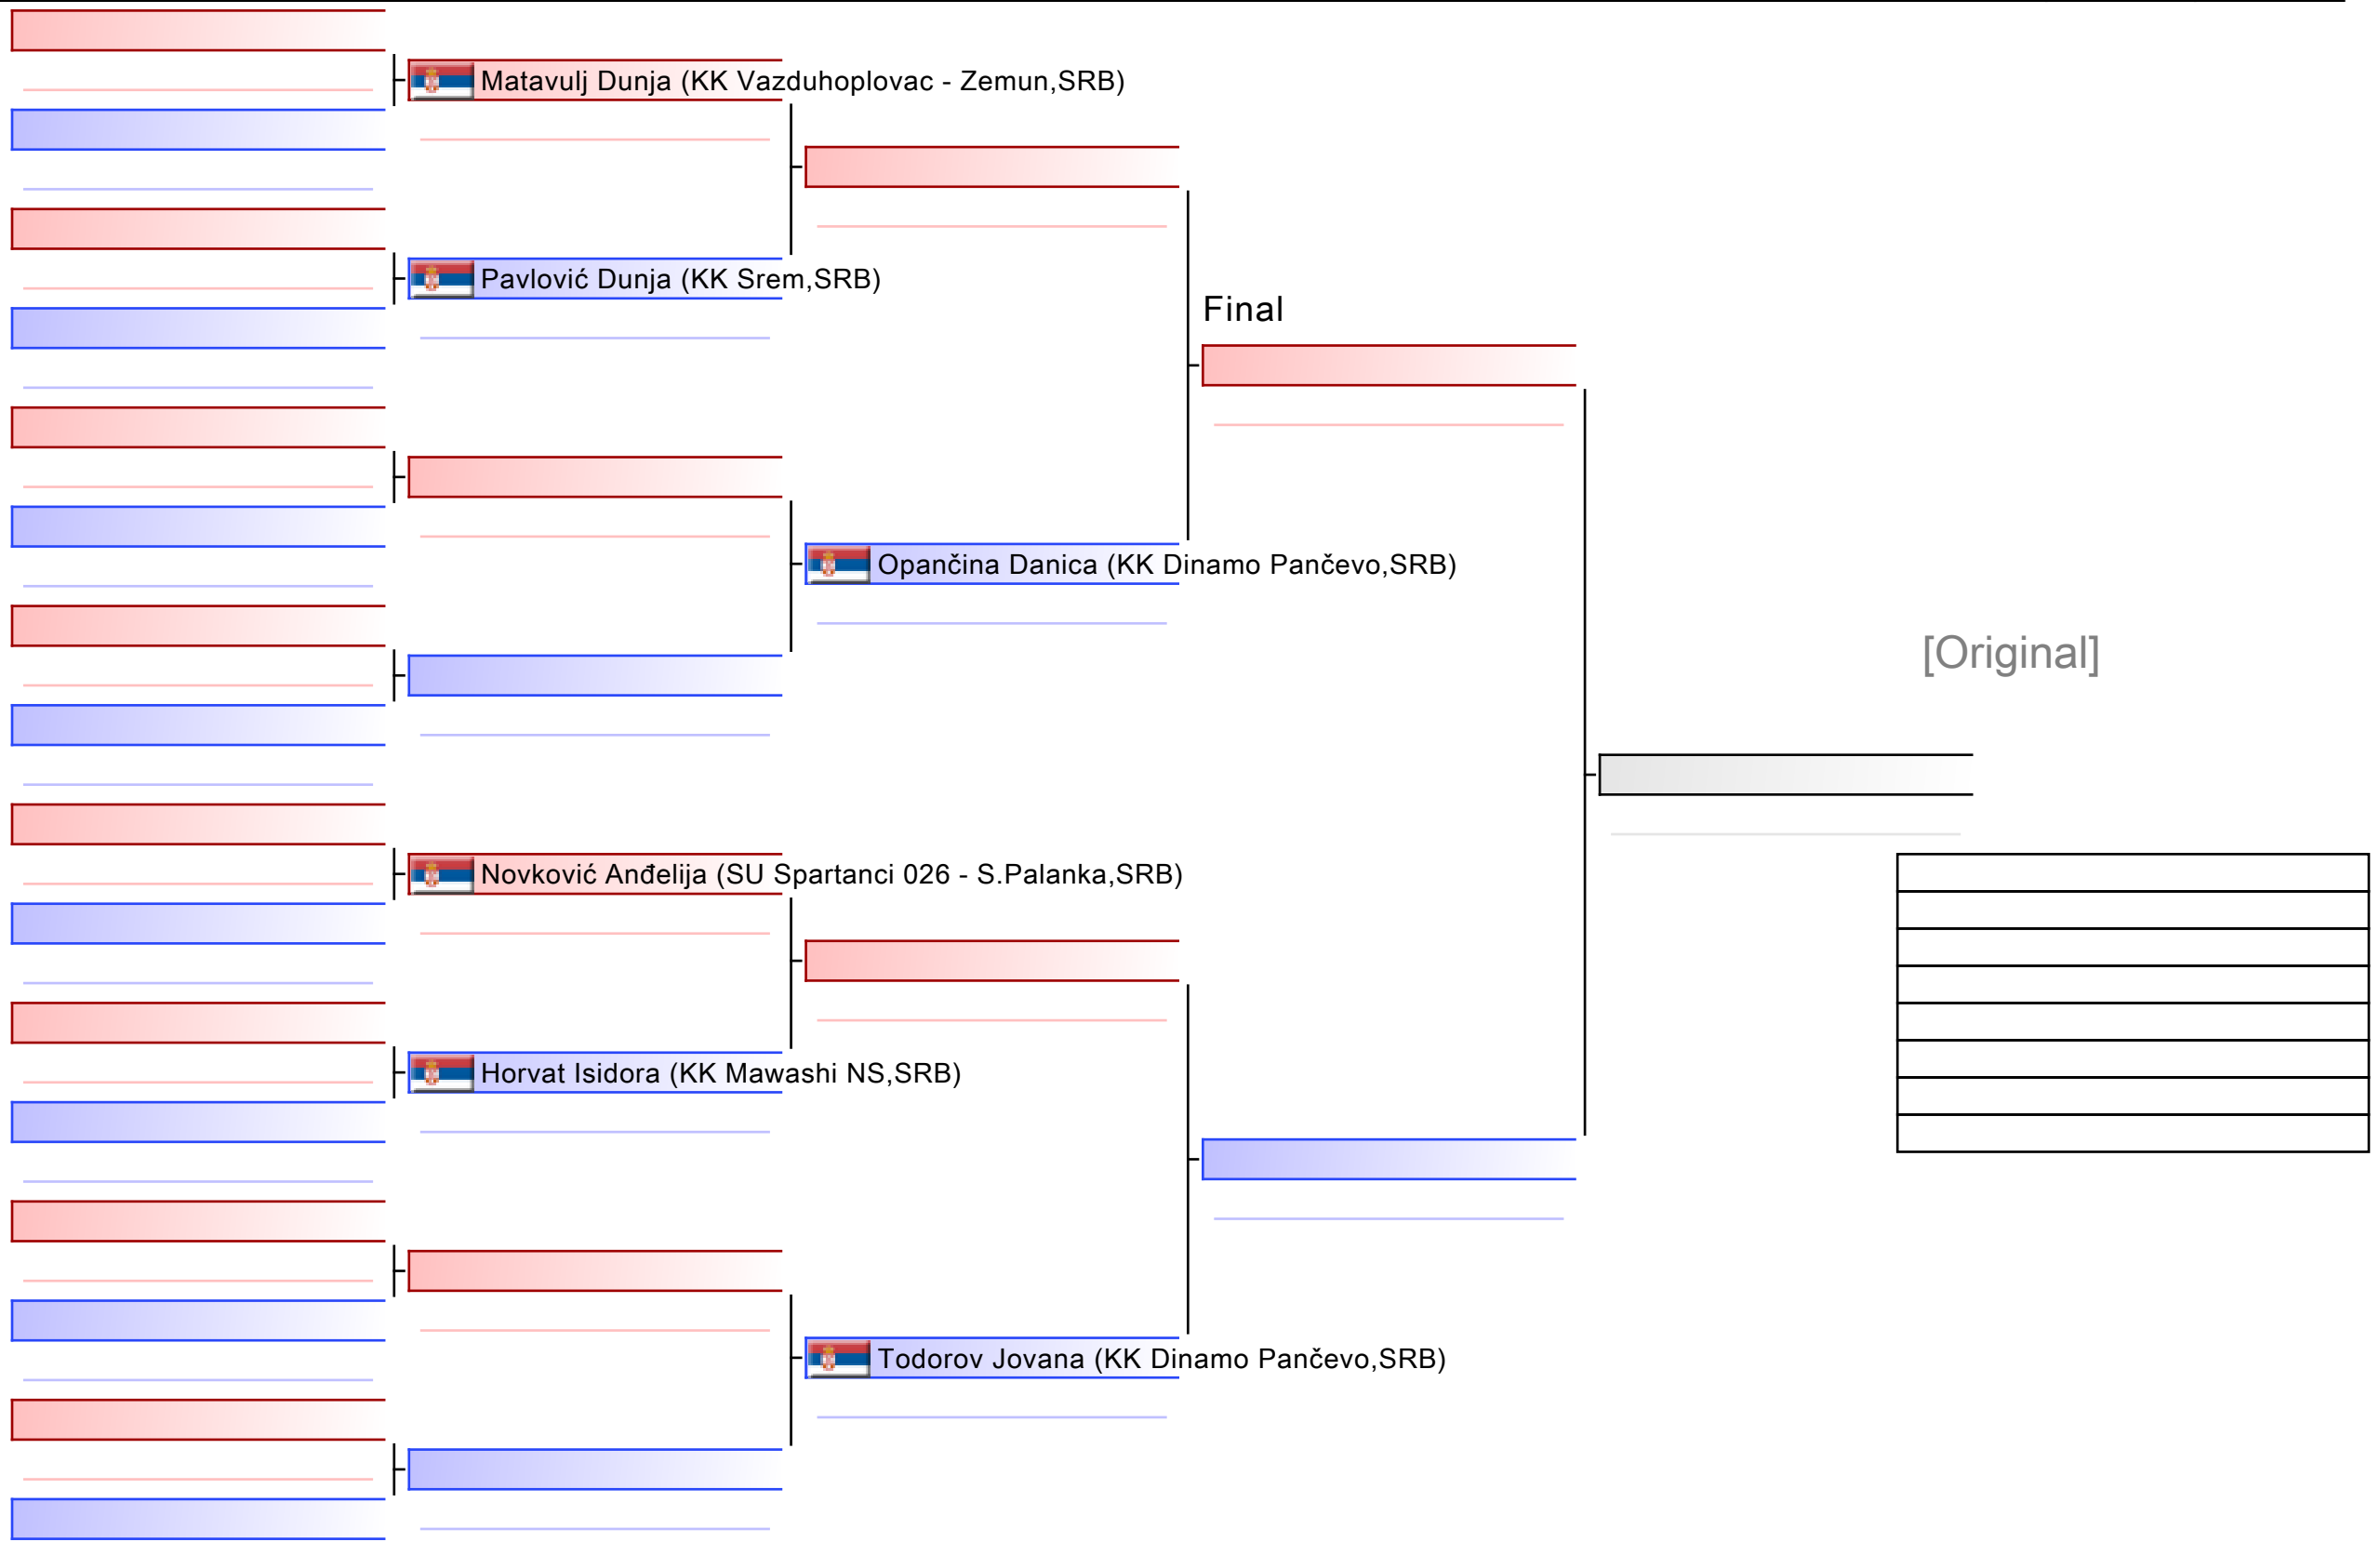 Matavulj Dunja (KK Vazduhoplovac - Zemun,SRB)
Pavlović Dunja (KK Srem,SRB)
Final
Opančina Danica (KK Dinamo Pančevo,SRB)
[Original]
Novković Anđelija (SU Spartanci 026 - S.Palanka,SRB)
Horvat Isidora (KK Mawashi NS,SRB)
Todorov Jovana (KK Dinamo Pančevo,SRB)